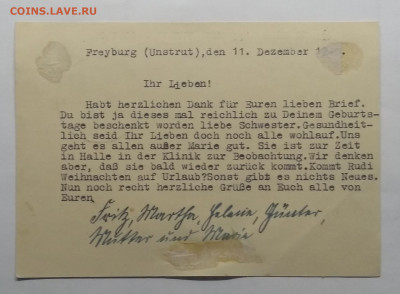 COINS.LAVE.RU
Freyburg (Unstrut),den 11. Dezember
Ihr Lieben!
Habt herzlichen Dank für Euren lieben Brief.
Du bist ja dieses mal reichlich zu Deinem Geburts-
tage beschenkt worden liebe Schwester.Gesundheit-
lich seid Ihr Lieben doch noch alle wohlauf.Uns
geht es allen außer Marie gut. Sie ist zur Zeit
in Halle in der Klinik zur Beobachtung.Wir denken
aber, daß sie bald wieder zurück kommt.Kommt Rudi
Weihnachten auf Urlaub?Sonst gibt es nichts Neues.
Nun noch recht herzliche Grüße an Euch alle von
Euren
Fritz, Martha, Helene, Günter,
Mutter und Marie